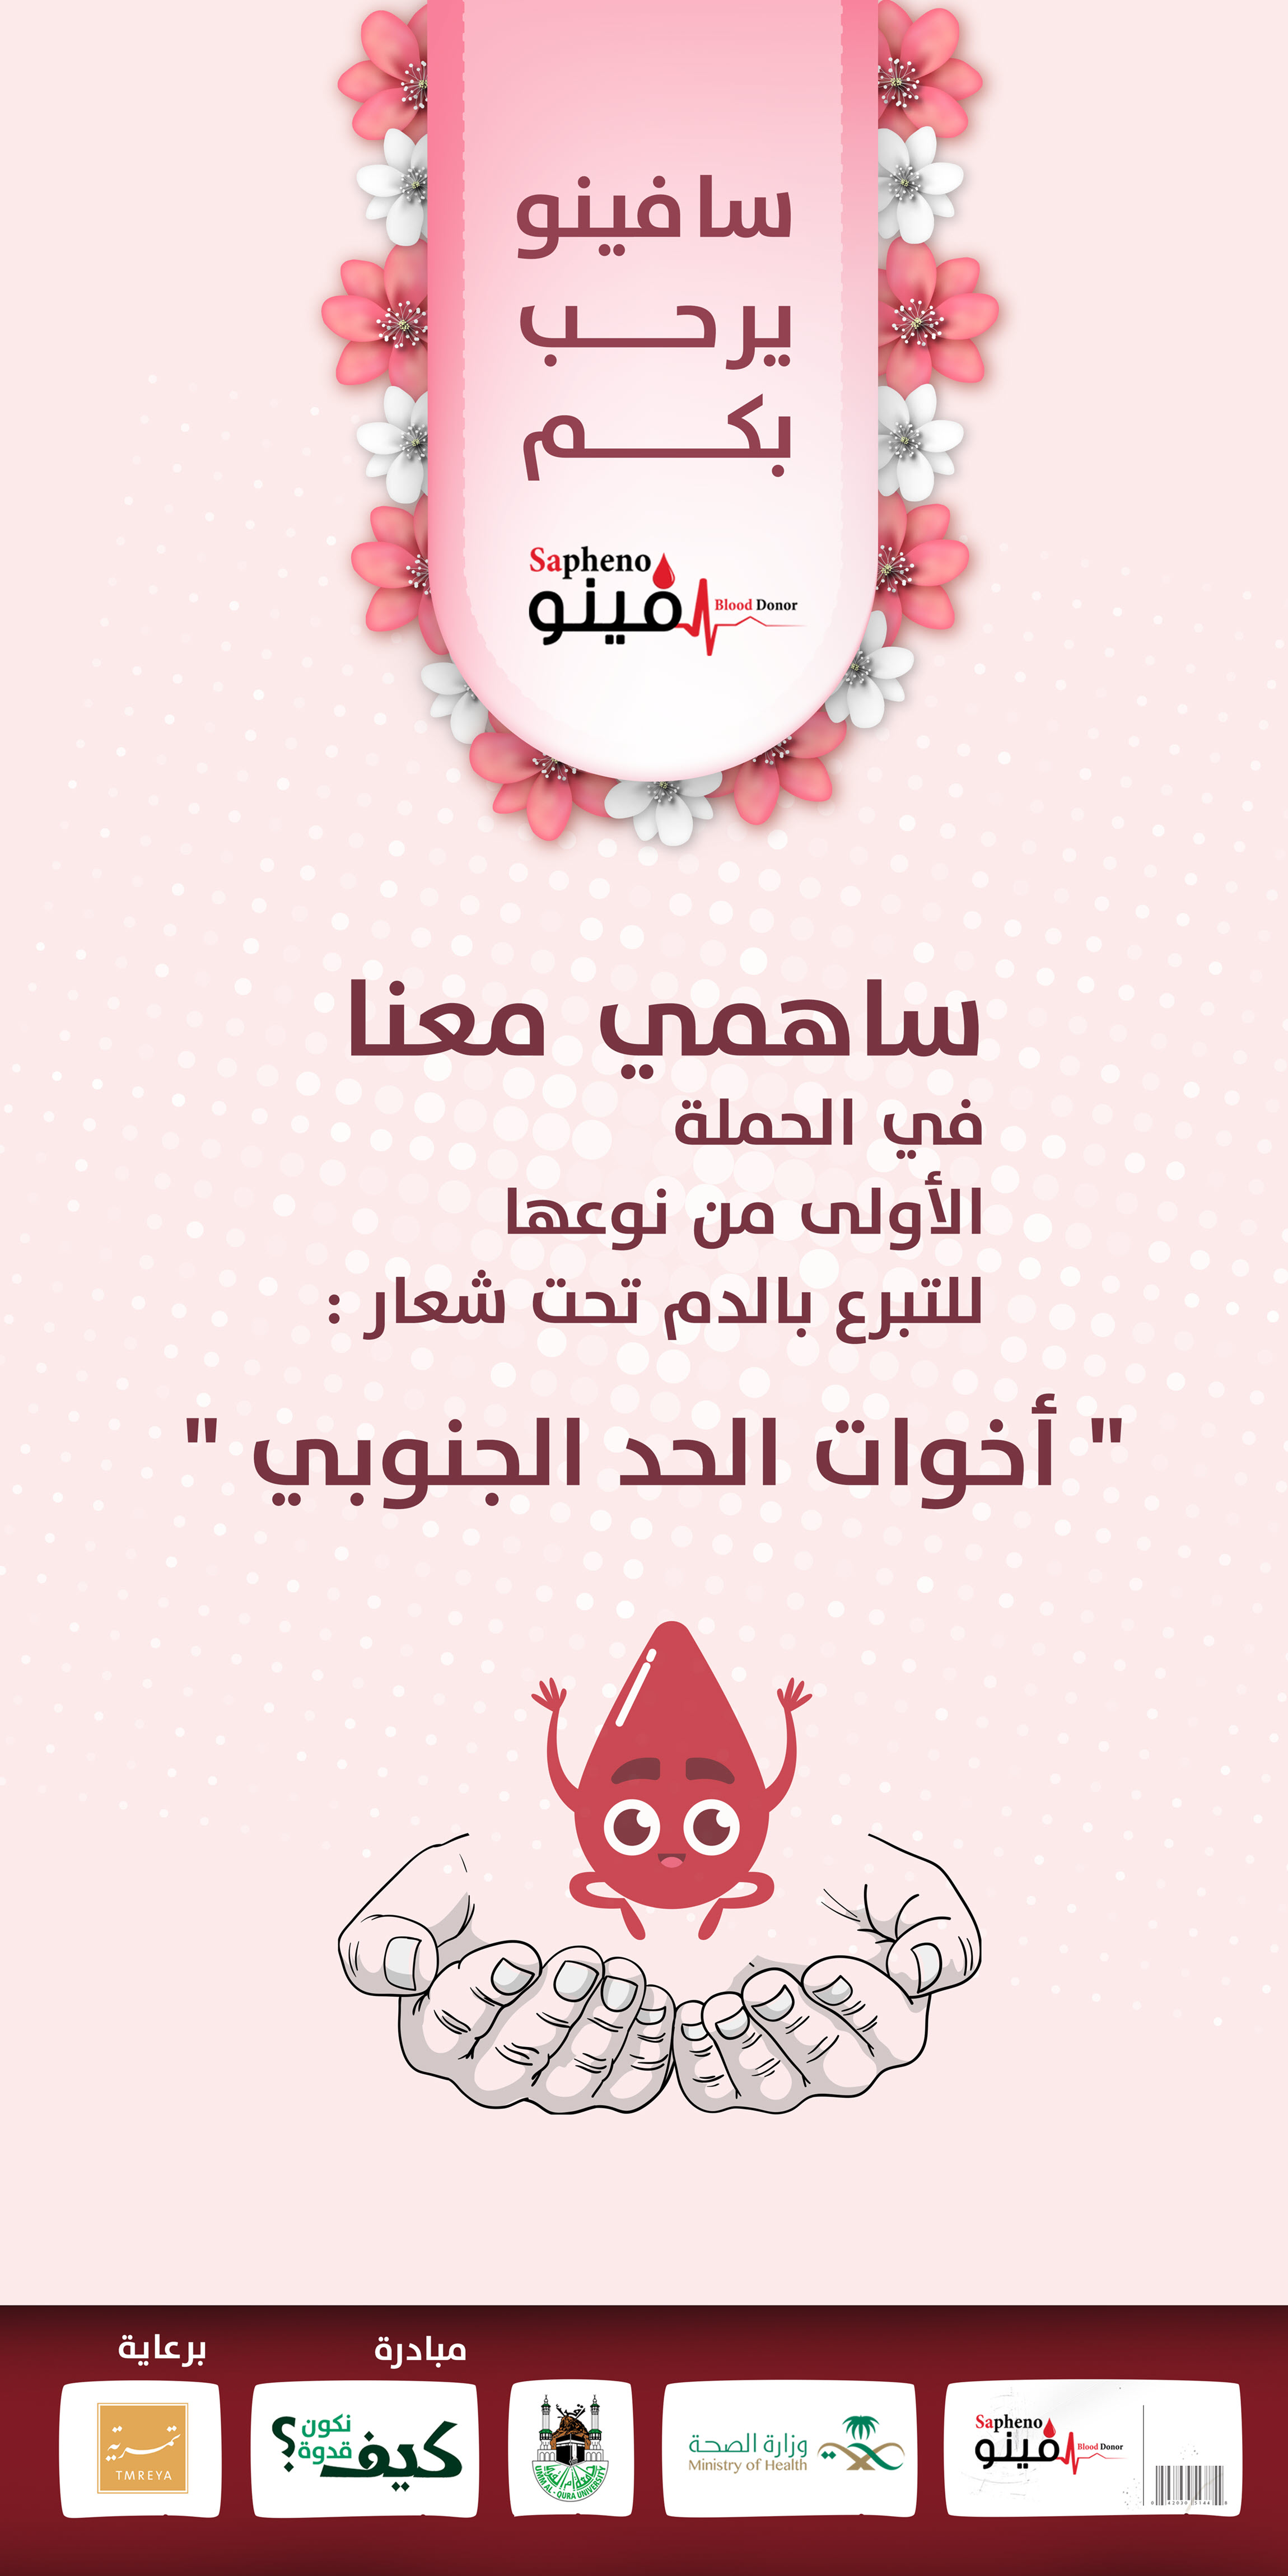 سافينو
يرحب
بكم
Sapheno
فينو
Blood Donor
ساهمي معنا
في الحملة
الأولى من نوعها
للتبرع بالدم تحت شعار :
" أخوات الحد الجنوبي "
مبادرة
برعاية
Sapheno
فينو
Blood Donor
وزارة الصحة
Ministry of Health
جامعة أم القرى
UMM AL - QURA UNIVERSITY
كيف نكون قدوة؟
تمرية
TMREYA